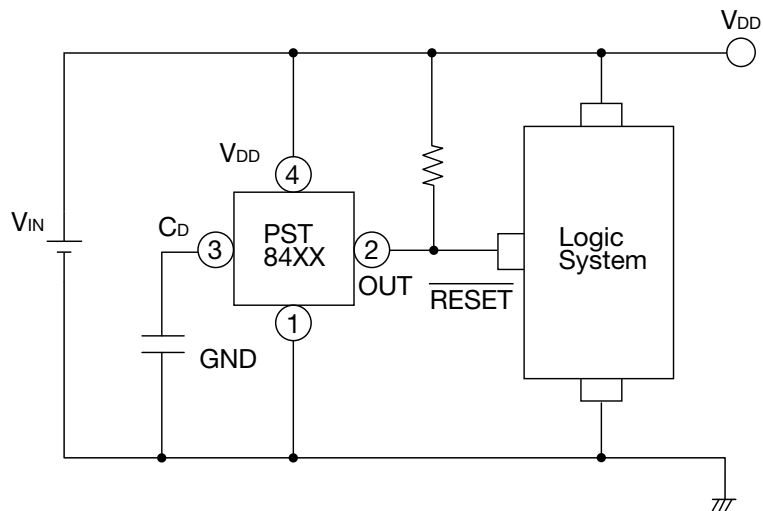 VDD
VDD
4
VIN
CD
3
PST
84XX
2
OUT
RESET
Logic
System
1
GND